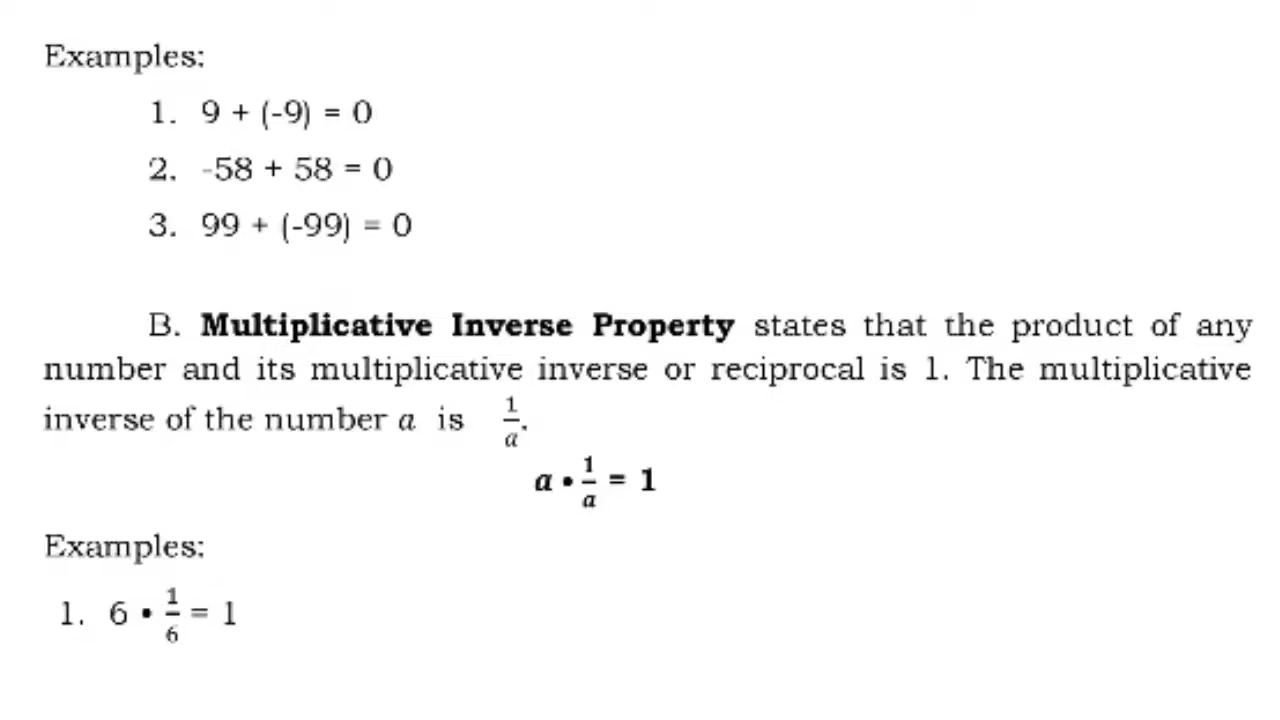 Examples:
1. 9 + (-9) = 0
2. -58 + 58 = 0
3. 99 + (-99) = 0
B. Multiplicative Inverse Property states that the product of any
number and its multiplicative inverse or reciprocal is 1. The multiplicative
inverse of the number a is 1/a.
a • 1/a = 1
Examples:
1. 6 • 1/6 = 1